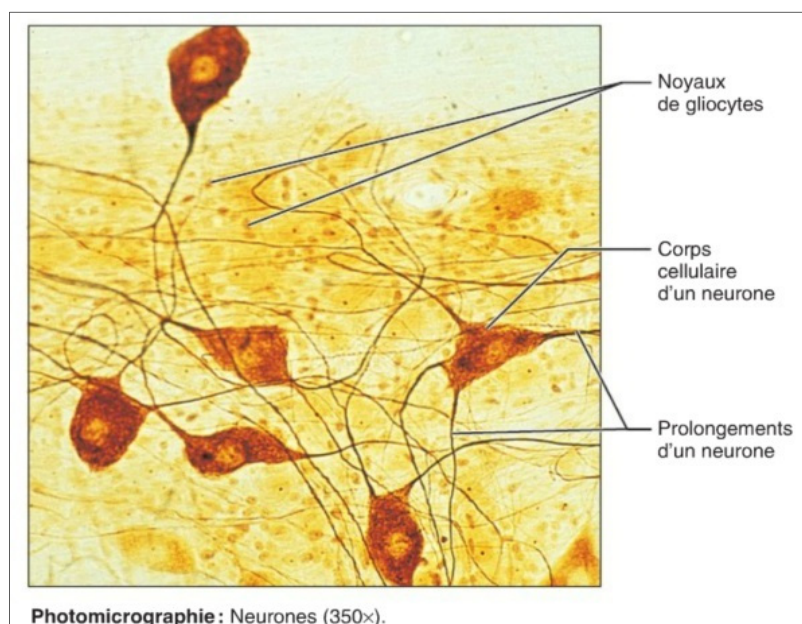 Noyaux
de gliocytes
Corps
cellulaire
d'un neurone
Prolongements
d'un neurone
Photomicrographie : Neurones (350×).